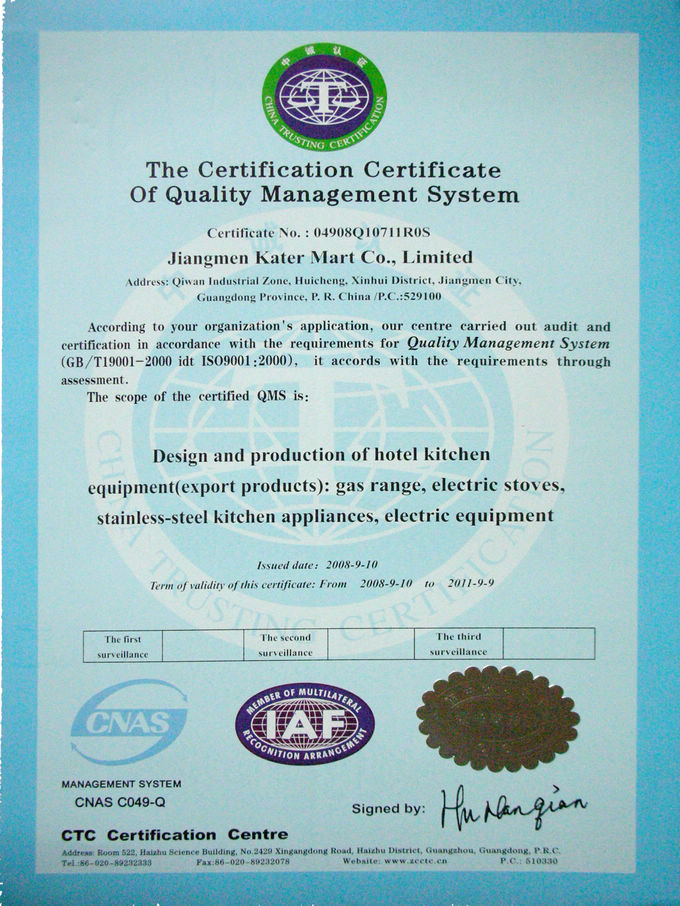 中诚认证
CHINA TRUSTING CERTIFICATION
The Certification Certificate
Of Quality Management System
Certificate No. : 04908Q10711R0S
Jiangmen Kater Mart Co., Limited
Address: Qiwan Industrial Zone, Huicheng, Xinhui District, Jiangmen City,
Guangdong Province, P. R. China /P.C.:529100
According to your organization's application, our centre carried out audit and
certification in accordance with the requirements for Quality Management System
(GB/T19001-2000 idt ISO9001:2000), it accords with the requirements through
assessment.
The scope of the certified QMS is:
Design and production of hotel kitchen
equipment(export products): gas range, electric stoves,
stainless-steel kitchen appliances, electric equipment
Issued date: 2008-9-10
Term of validity of this certificate: From 2008-9-10 to 2011-9-9
The first surveillance
The second surveillance
The third surveillance
CNAS
MEMBER OF MULTILATERAL
IAF
RECOGNITION ARRANGEMENT
MANAGEMENT SYSTEM
CNAS C049-Q
Signed by: Hu Nanqian
CTC Certification Centre
Address: Room 522, Haizhu Science Building, No.2429 Xingangdong Road, Haizhu District, Guangzhou, Guangdong, P.R.C.
Tel.:86-020-89232333 Fax:86-020-89232078 Website: www.zcctc.cn P.C.: 510330